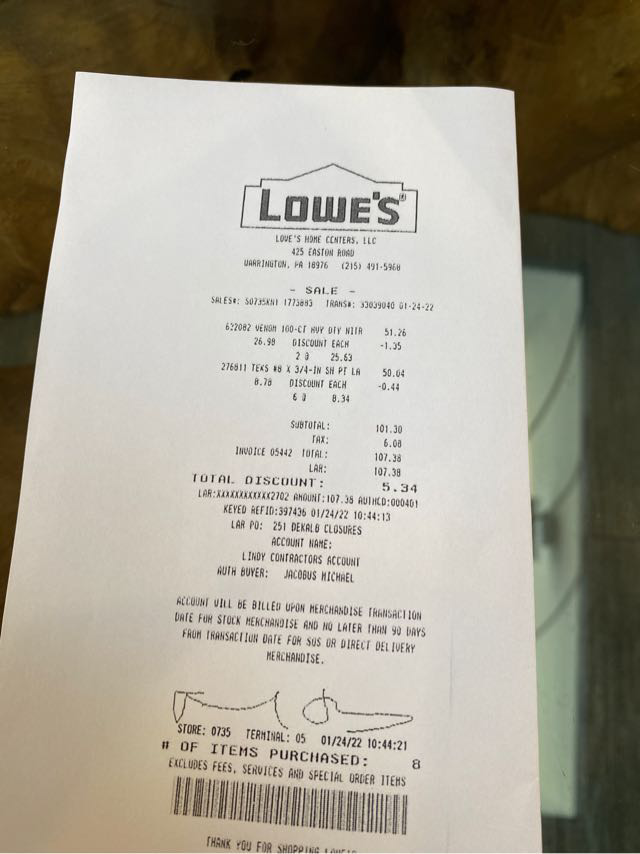 LOWE'S®
LOWE'S HOME CENTERS, LLC
425 EASTON ROAD
WARRINGTON, PA 18976 (215) 491-5968
- SALE -
SALES#: S0735KN1 1773883 TRANS#: 33039040 01-24-22
622082 VENOM 100-CT HVY DTY NITR 51.26
26.98 DISCOUNT EACH -1.35
2 @ 25.63
276811 TEKS #8 X 3/4-IN SH PT LA 50.04
8.78 DISCOUNT EACH -0.44
6 @ 8.34
SUBTOTAL: 101.30
TAX: 6.08
INVOICE 05442 TOTAL: 107.38
LAR: 107.38
TOTAL DISCOUNT: 5.34
LAR:XXXXXXXXXXXX2702 AMOUNT:107.38 AUTHCD:000401
KEYED REFID:397436 01/24/22 10:44:13
LAR PO: 251 DEKALB CLOSURES
ACCOUNT NAME:
LINDY CONTRACTORS ACCOUNT
AUTH BUYER: JACOBUS MICHAEL
ACCOUNT WILL BE BILLED UPON MERCHANDISE TRANSACTION
DATE FOR STOCK MERCHANDISE AND NO LATER THAN 90 DAYS
FROM TRANSACTION DATE FOR SOS OR DIRECT DELIVERY
MERCHANDISE.
STORE: 0735 TERMINAL: 05 01/24/22 10:44:21
# OF ITEMS PURCHASED: 8
EXCLUDES FEES, SERVICES AND SPECIAL ORDER ITEMS
THANK YOU FOR SHOPPING LOWE'S